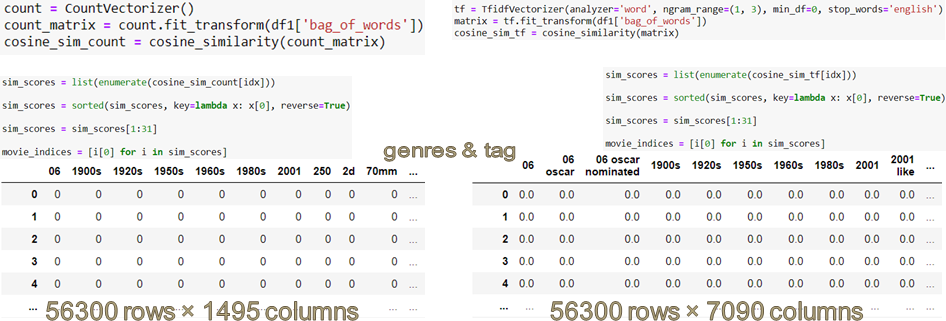 count = CountVectorizer()
count_matrix = count.fit_transform(df1['bag_of_words'])
cosine_sim_count = cosine_similarity(count_matrix)
sim_scores = list(enumerate(cosine_sim_count[idx]))
sim_scores = sorted(sim_scores, key=lambda x: x[0], reverse=True)
sim_scores = sim_scores[1:31]
movie_indices = [i[0] for i in sim_scores]
tf = TfidfVectorizer(analyzer='word', ngram_range=(1, 3), min_df=0, stop_words='english')
matrix = tf.fit_transform(df1['bag_of_words'])
cosine_sim_tf = cosine_similarity(matrix)
sim_scores = list(enumerate(cosine_sim_tf[idx]))
sim_scores = sorted(sim_scores, key=lambda x: x[0], reverse=True)
sim_scores = sim_scores[1:31]
movie_indices = [i[0] for i in sim_scores]
genres & tag
06 1900s 1920s 1950s 1960s 1980s 2001 250 2d 70mm ...
0 0 0 0 0 0 0 0 0 0 0 ...
1 0 0 0 0 0 0 0 0 0 0 ...
2 0 0 0 0 0 0 0 0 0 0 ...
3 0 0 0 0 0 0 0 0 0 0 ...
4 0 0 0 0 0 0 0 0 0 0 ...
... ... ...
56300 rows × 1495 columns
06 06 oscar 06 oscar nominated 1900s 1920s 1950s 1960s 1980s 2001 2001 like ...
0 0.0 0.0 0.0 0.0 0.0 0.0 0.0 0.0 0.0 0.0 ...
1 0.0 0.0 0.0 0.0 0.0 0.0 0.0 0.0 0.0 0.0 ...
2 0.0 0.0 0.0 0.0 0.0 0.0 0.0 0.0 0.0 0.0 ...
3 0.0 0.0 0.0 0.0 0.0 0.0 0.0 0.0 0.0 0.0 ...
4 0.0 0.0 0.0 0.0 0.0 0.0 0.0 0.0 0.0 0.0 ...
... ... ...
56300 rows × 7090 columns